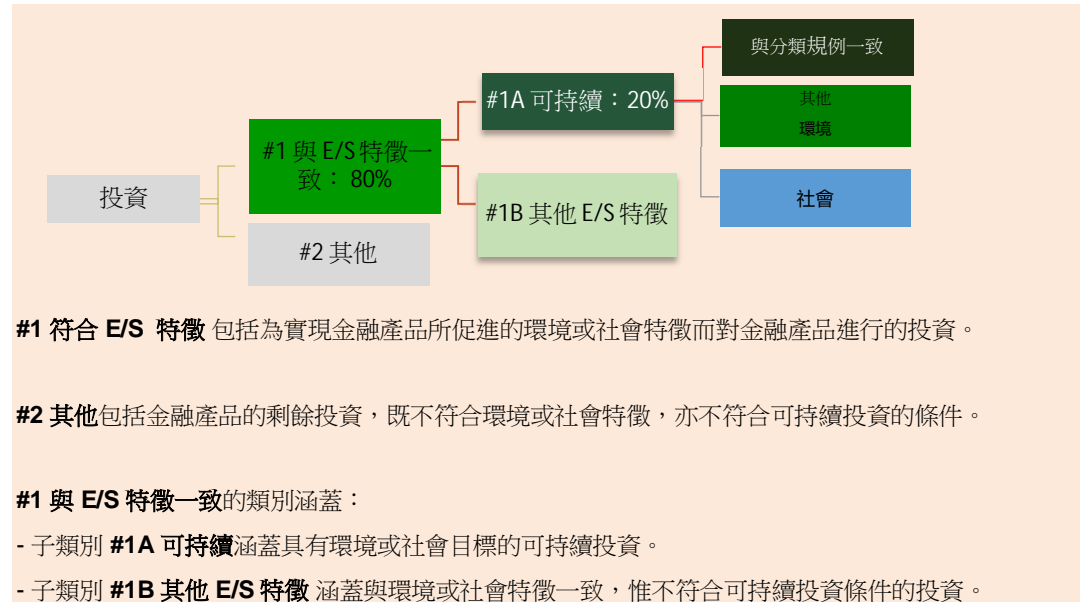 與分類規例一致
#1A 可持續：20%
其他
環境
#1 與 E/S 特徵一
致： 80%
投資
社會
#1B 其他 E/S 特徵
#2 其他
#1 符合 E/S 特徵 包括為實現金融產品所促進的環境或社會特徵而對金融產品進行的投資。
#2 其他包括金融產品的剩餘投資，既不符合環境或社會特徵，亦不符合可持續投資的條件。
#1 與 E/S 特徵一致的類別涵蓋：
- 子類別 #1A 可持續涵蓋具有環境或社會目標的可持續投資。
- 子類別 #1B 其他 E/S 特徵 涵蓋與環境或社會特徵一致，惟不符合可持續投資條件的投資。